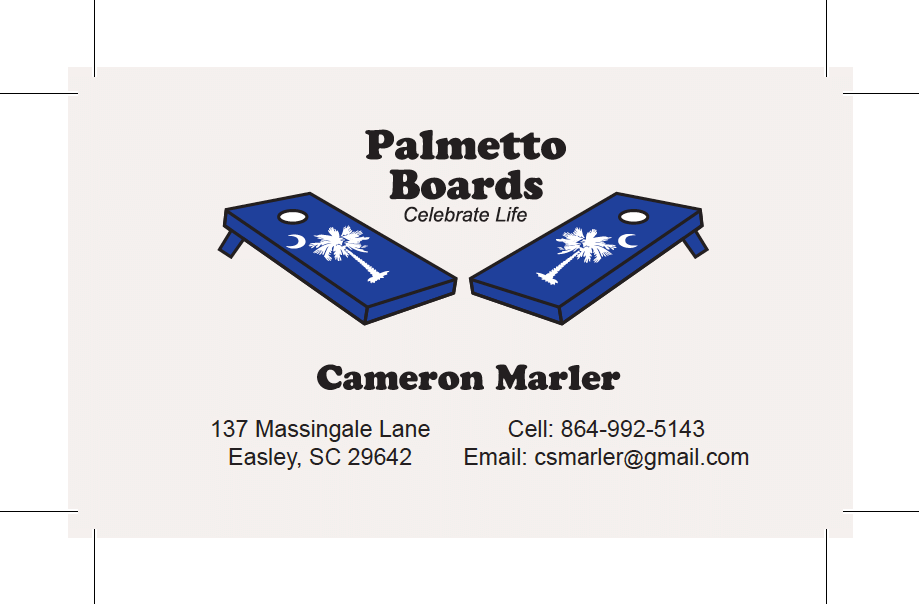 Palmetto
Boards
Celebrate Life
Cameron Marler
137 Massingale Lane
Easley, SC 29642
Cell: 864-992-5143
Email: csmarler@gmail.com